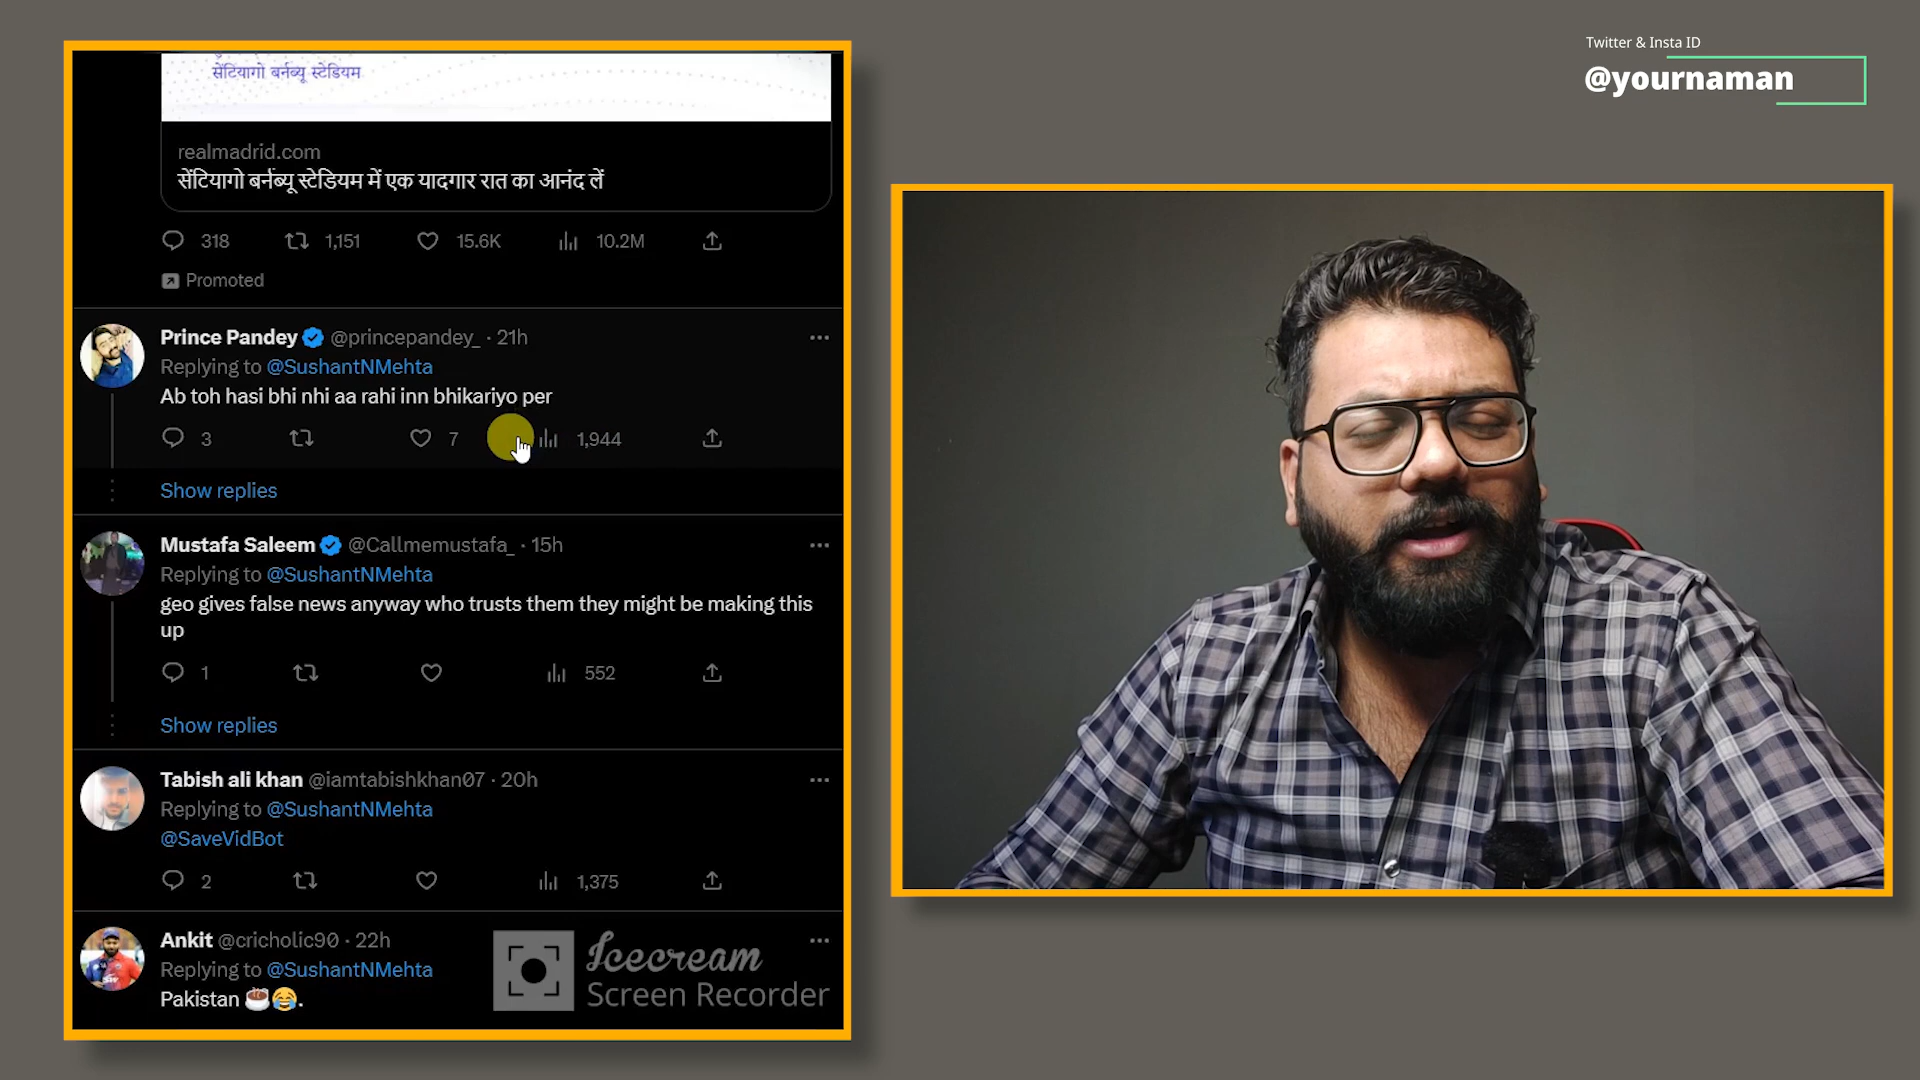 Twitter & Insta ID
@yournaman
सेंटियागो बर्नब्यू स्टेडियम
realmadrid.com
सेंटियागो बर्नब्यू स्टेडियम में एक यादगार रात का आनंद लें
318 1,151 15.6K 10.2M
Promoted
Prince Pandey @princepandey_ · 21h
Replying to @SushantNMehta
Ab toh hasi bhi nhi aa rahi inn bhikariyo per
3 7 1,944
Show replies
Mustafa Saleem @Callmemustafa_ · 15h
Replying to @SushantNMehta
geo gives false news anyway who trusts them they might be making this
up
1 552
Show replies
Tabish ali khan @iamtabishkhan07 · 20h
Replying to @SushantNMehta
@SaveVidBot
2 1,375
Ankit @cricholic90 · 22h
Replying to @SushantNMehta
Pakistan ☕😂.
Icecream
Screen Recorder